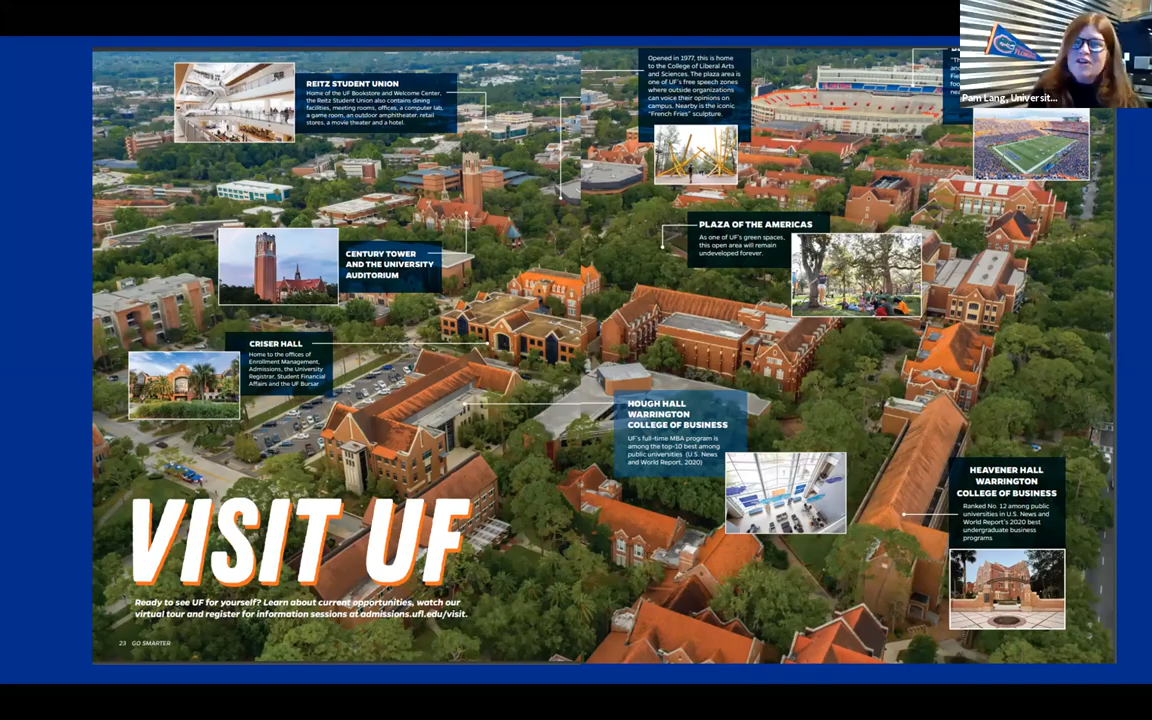 REITZ STUDENT UNION
Home of the UF Bookstore and Welcome Center,
the Reitz Student Union also contains dining
facilities, meeting rooms, offices, a computer lab,
a game room, an outdoor amphitheater, retail
stores, a movie theater and a hotel.
CENTURY TOWER
AND THE UNIVERSITY
AUDITORIUM
CRISER HALL
Home to the offices of
Enrollment Management,
Admissions, the University
Registrar, Student Financial
Affairs and the UF Bursar
VISIT UF
Ready to see UF for yourself? Learn about current opportunities, watch our
virtual tour and register for information sessions at admissions.ufl.edu/visit.
23 GO SMARTER
Opened in 1977, this is home
to the College of Liberal Arts
and Sciences. The plaza area is
one of UF's free speech zones
where outside organizations
can voice their opinions on
campus. Nearby is the iconic
"French Fries" sculpture.
PLAZA OF THE AMERICAS
As one of UF's green spaces,
this open area will remain
undeveloped forever.
HOUGH HALL
WARRINGTON
COLLEGE OF BUSINESS
UF's full-time MBA program is
among the top-10 best among
public universities (U.S. News
and World Report, 2020)
HEAVENER HALL
WARRINGTON
COLLEGE OF BUSINESS
Ranked No. 12 among public
universities in U.S. News and
World Report's 2020 best
undergraduate business
programs
FLORIDA
Pam Lang, Universit...